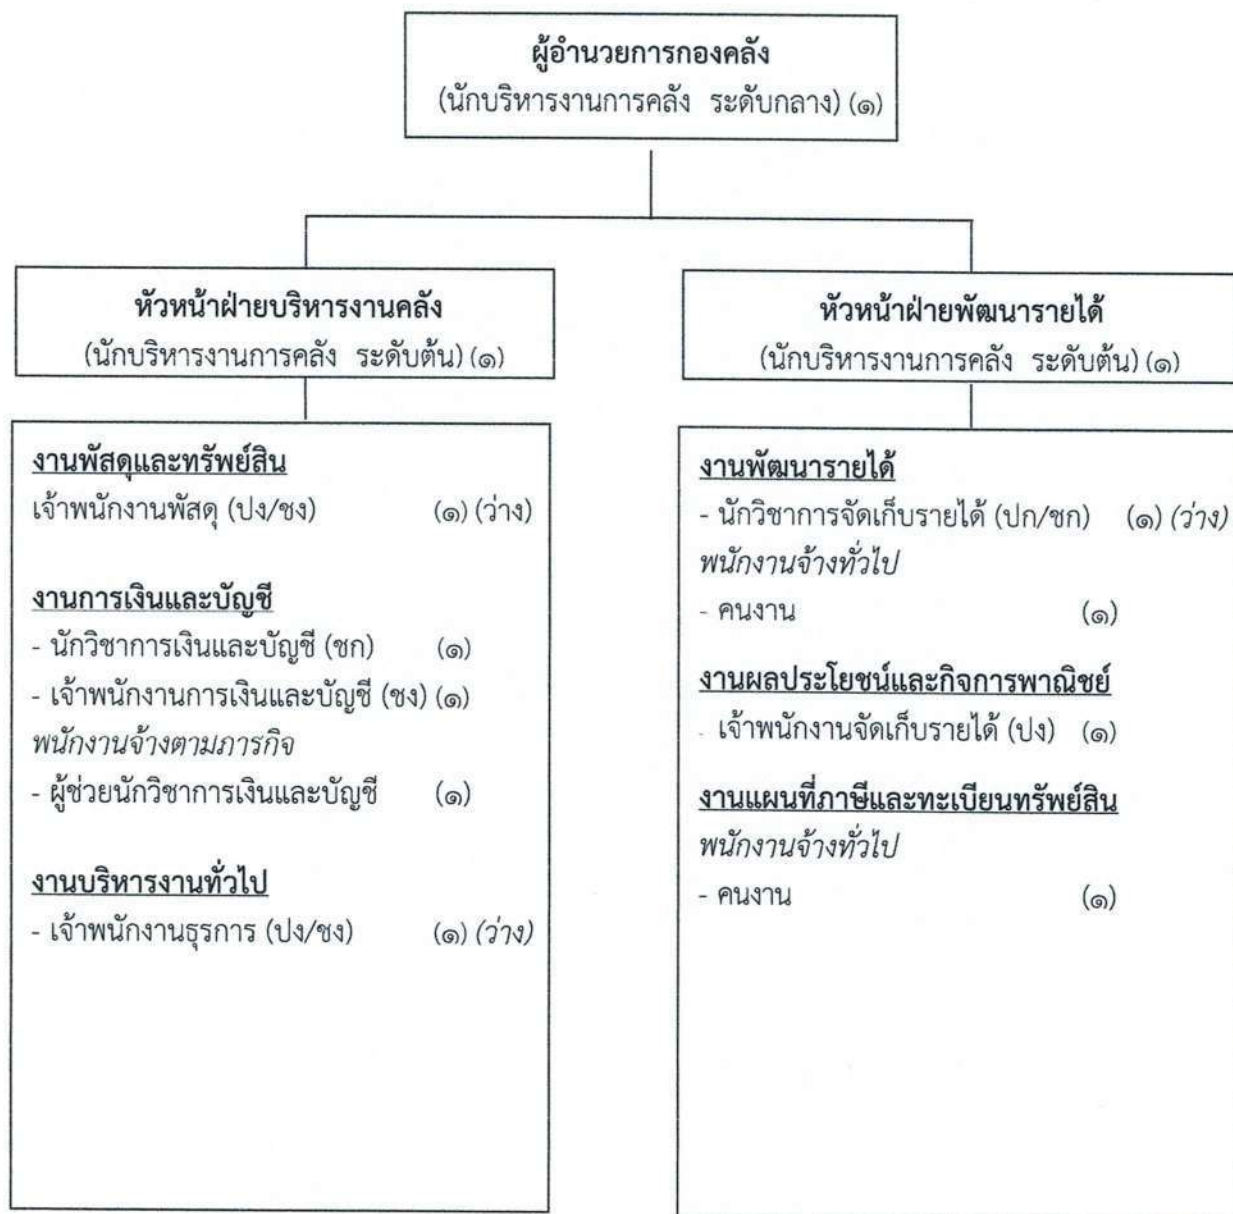 ผู้อำนวยการกองคลัง
(นักบริหารงานการคลัง ระดับกลาง) (๑)
หัวหน้าฝ่ายบริหารงานคลัง
(นักบริหารงานการคลัง ระดับต้น) (๑)
งานพัสดุและทรัพย์สิน
เจ้าพนักงานพัสดุ (ปง/ชง) (๑) (ว่าง)
งานการเงินและบัญชี
- นักวิชาการเงินและบัญชี (ชก) (๑)
- เจ้าพนักงานการเงินและบัญชี (ชง) (๑)
พนักงานจ้างตามภารกิจ
- ผู้ช่วยนักวิชาการเงินและบัญชี (๑)
งานบริหารงานทั่วไป
- เจ้าพนักงานธุรการ (ปง/ชง) (๑) (ว่าง)
หัวหน้าฝ่ายพัฒนารายได้
(นักบริหารงานการคลัง ระดับต้น) (๑)
งานพัฒนารายได้
- นักวิชาการจัดเก็บรายได้ (ปก/ชก) (๑) (ว่าง)
พนักงานจ้างทั่วไป
- คนงาน (๑)
งานผลประโยชน์และกิจการพาณิชย์
- เจ้าพนักงานจัดเก็บรายได้ (ปง) (๑)
งานแผนที่ภาษีและทะเบียนทรัพย์สิน
พนักงานจ้างทั่วไป
- คนงาน (๑)